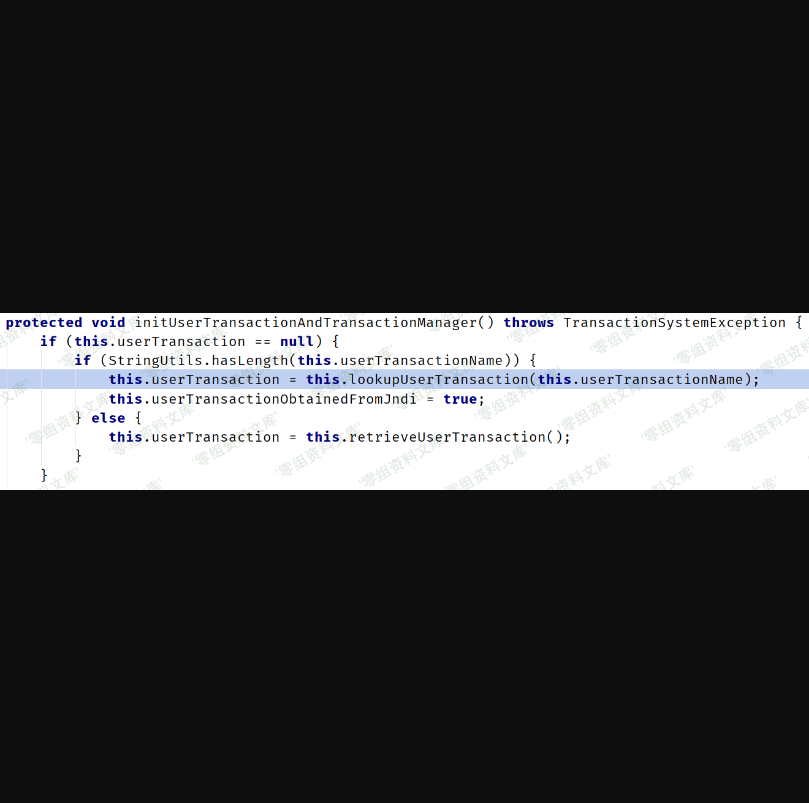 protected void initUserTransactionAndTransactionManager() throws TransactionSystemException {
    if (this.userTransaction == null) {
        if (StringUtils.hasLength(this.userTransactionName)) {
            this.userTransaction = this.lookupUserTransaction(this.userTransactionName);
            this.userTransactionObtainedFromJndi = true;
        } else {
            this.userTransaction = this.retrieveUserTransaction();
        }
    }
零组资料文库